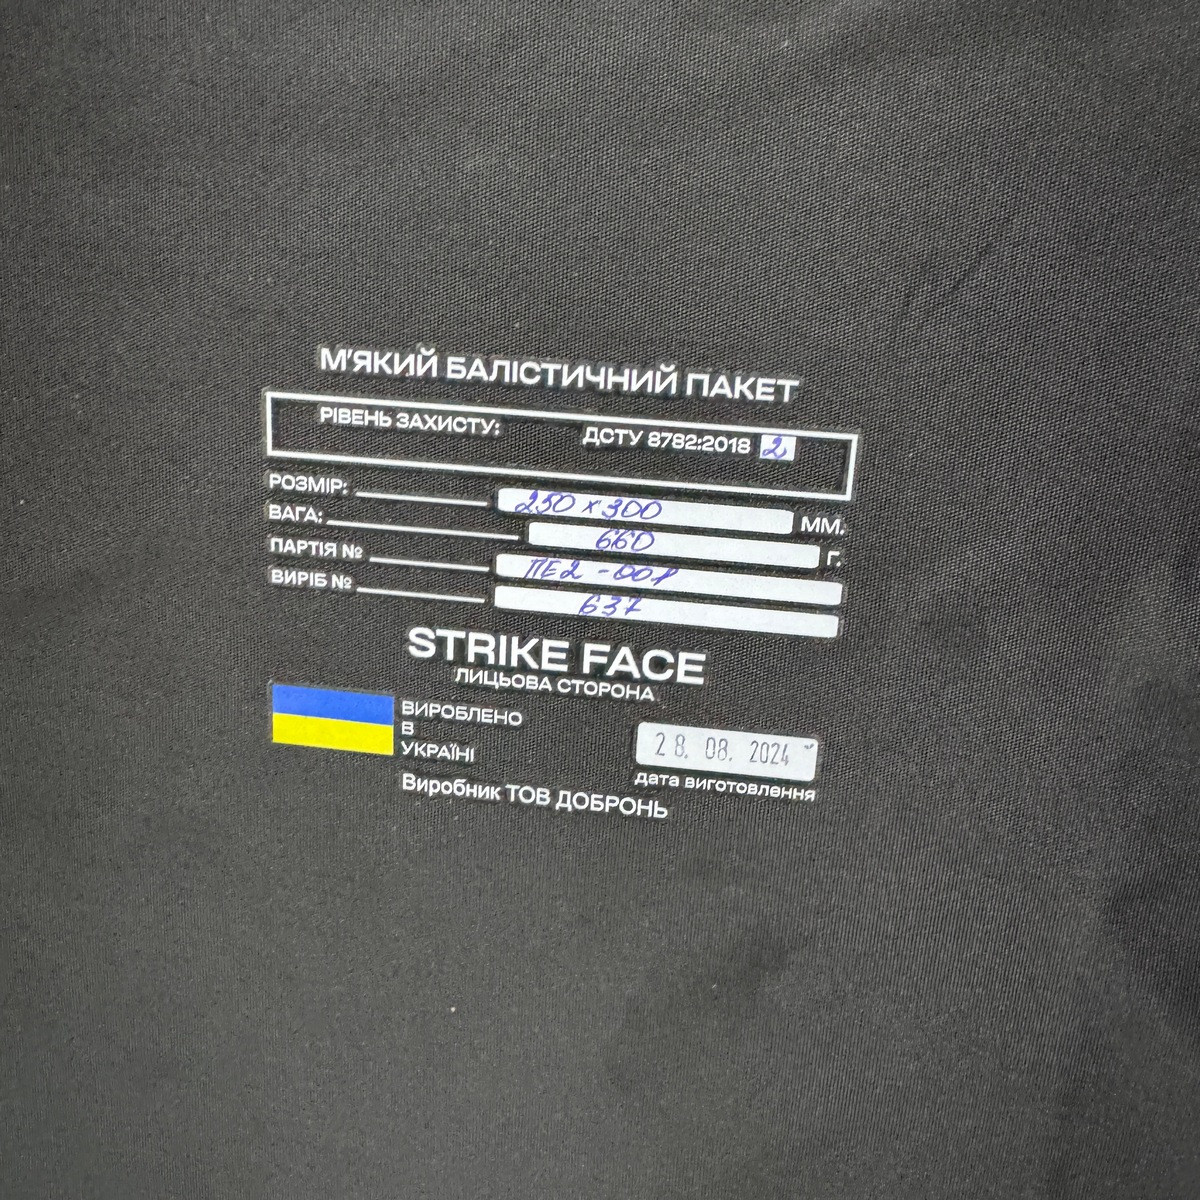 М'ЯКИЙ БАЛІСТИЧНИЙ ПАКЕТ
РІВЕНЬ ЗАХИСТУ: ДСТУ 8782:2018 2
РОЗМІР: 250 х 300 ММ.
ВАГА: 660 Г.
ПАРТІЯ № ПЕ2 - 001
ВИРІБ № 637
STRIKE FACE
ЛИЦЬОВА СТОРОНА
ВИРОБЛЕНО
В
УКРАЇНІ
28. 08. 2024
дата виготовлення
Виробник ТОВ ДОБРОНЬ